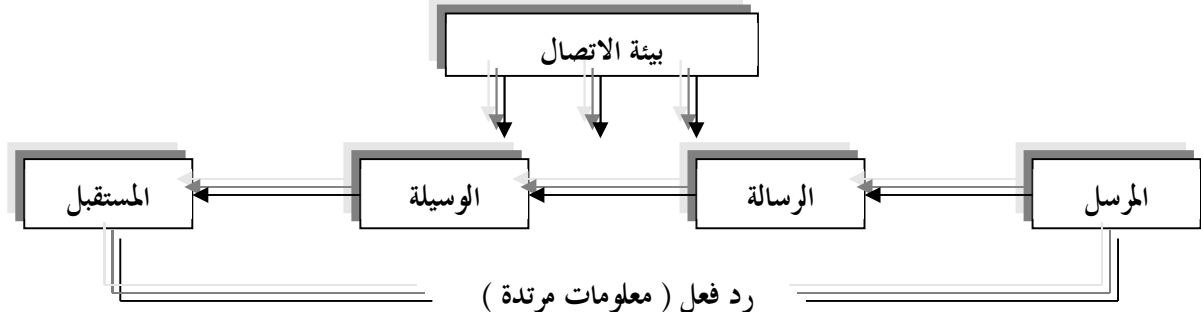 بيئة الاتصال
المرسل
الرسالة
الوسيلة
المستقبل
رد فعل ( معلومات مرتدة )